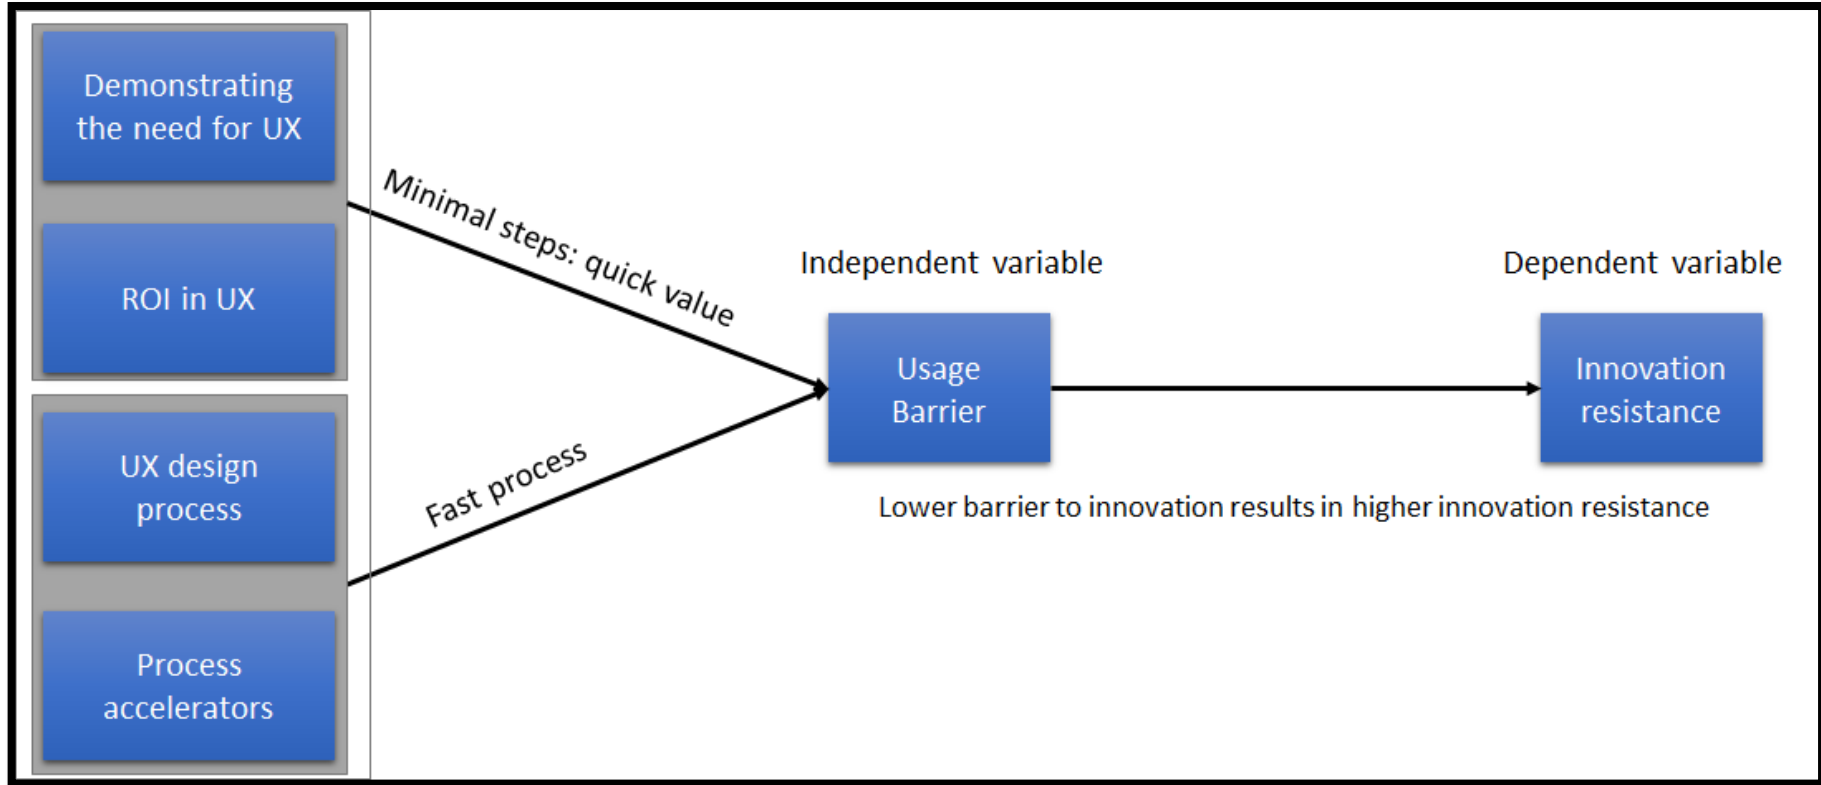 Demonstrating
the need for UX
ROI in UX
UX design
process
Process
accelerators
Minimal steps: quick value
Fast process
Independent variable
Usage
Barrier
Dependent variable
Innovation
resistance
Lower barrier to innovation results in higher innovation resistance